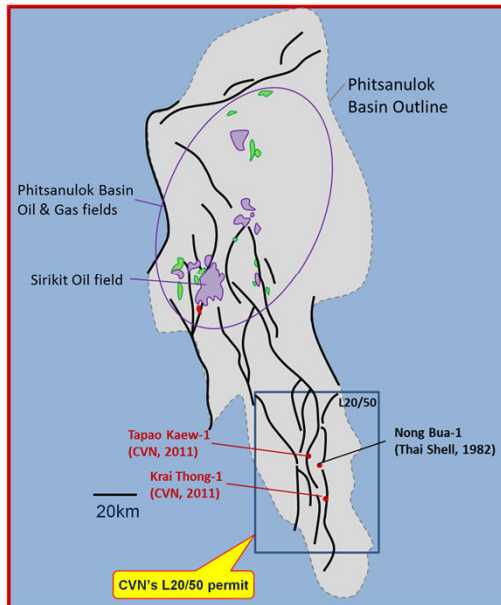 Phitsanulok
Basin Outline
Phitsanulok Basin
Oil & Gas fields
Sirikit Oil field
L20/50
Tapao Kaew-1
(CVN, 2011)
Nong Bua-1
(Thai Shell, 1982)
Krai Thong-1
(CVN, 2011)
20km
CVN's L20/50 permit